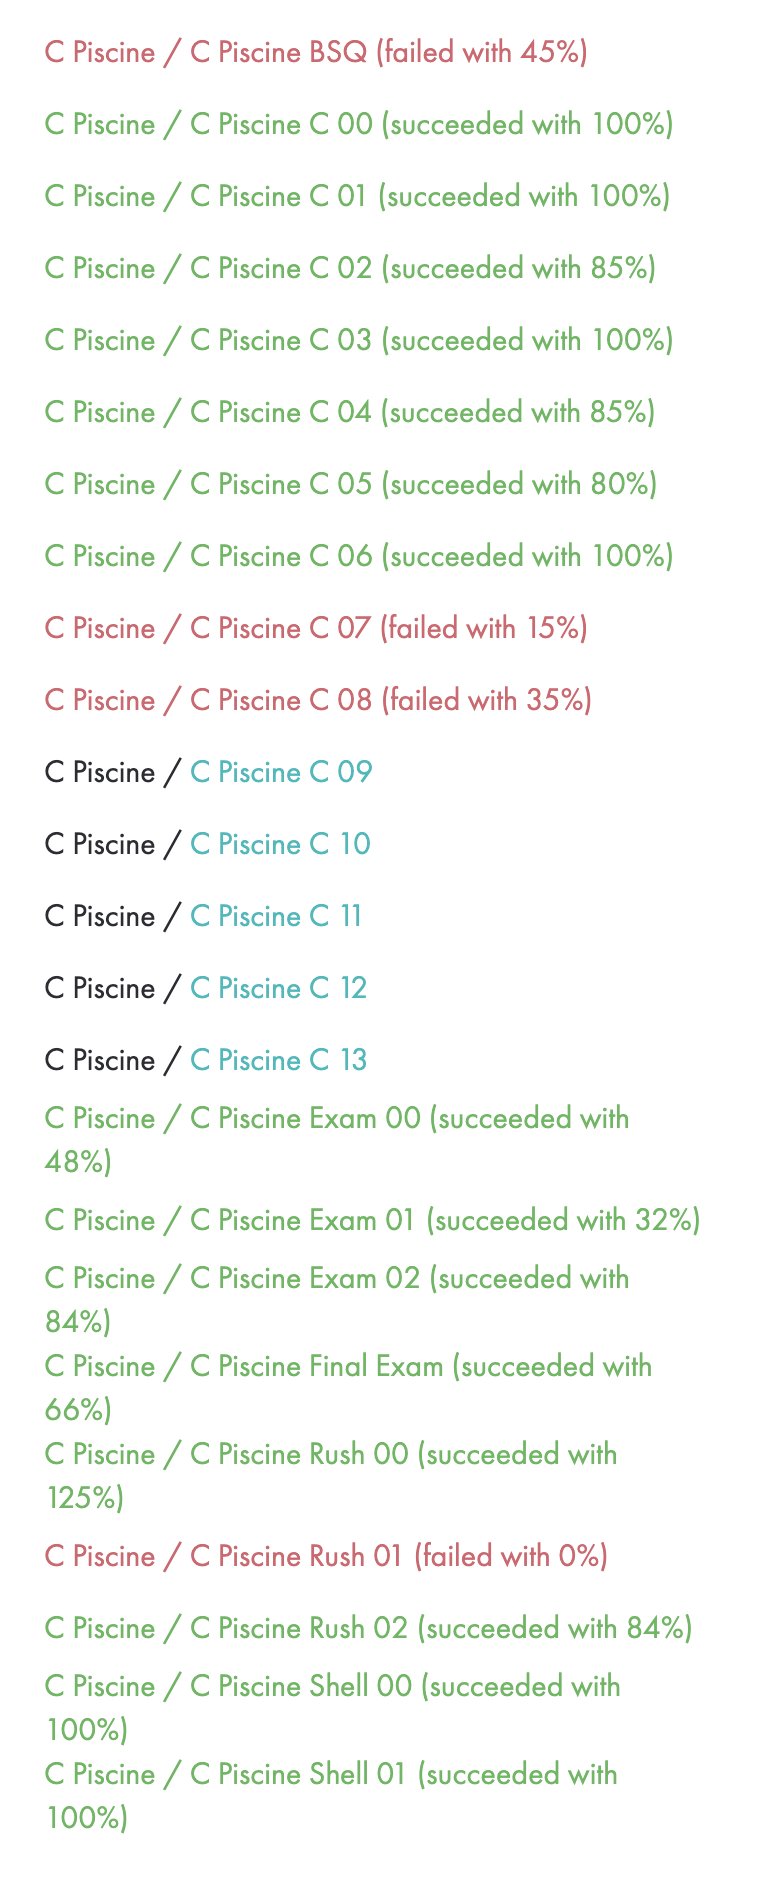 C Piscine / C Piscine BSQ (failed with 45%)
C Piscine / C Piscine C 00 (succeeded with 100%)
C Piscine / C Piscine C 01 (succeeded with 100%)
C Piscine / C Piscine C 02 (succeeded with 85%)
C Piscine / C Piscine C 03 (succeeded with 100%)
C Piscine / C Piscine C 04 (succeeded with 85%)
C Piscine / C Piscine C 05 (succeeded with 80%)
C Piscine / C Piscine C 06 (succeeded with 100%)
C Piscine / C Piscine C 07 (failed with 15%)
C Piscine / C Piscine C 08 (failed with 35%)
C Piscine / C Piscine C 09
C Piscine / C Piscine C 10
C Piscine / C Piscine C 11
C Piscine / C Piscine C 12
C Piscine / C Piscine C 13
C Piscine / C Piscine Exam 00 (succeeded with
48%)
C Piscine / C Piscine Exam 01 (succeeded with 32%)
C Piscine / C Piscine Exam 02 (succeeded with
84%)
C Piscine / C Piscine Final Exam (succeeded with
66%)
C Piscine / C Piscine Rush 00 (succeeded with
125%)
C Piscine / C Piscine Rush 01 (failed with 0%)
C Piscine / C Piscine Rush 02 (succeeded with 84%)
C Piscine / C Piscine Shell 00 (succeeded with
100%)
C Piscine / C Piscine Shell 01 (succeeded with
100%)